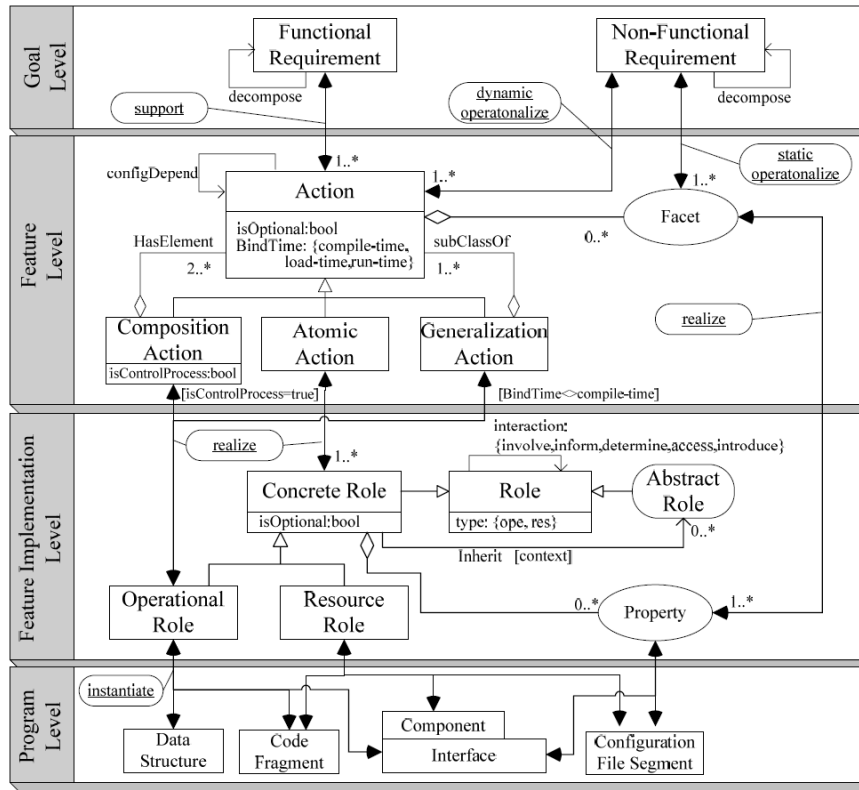 Goal
Level
Functional
Requirement
Non-Functional
Requirement
decompose
decompose
support
dynamic
operatonalize
static
operatonalize
Feature
Level
configDepend
1..*
1..*
1..*
Action
isOptional:bool
BindTime: {compile-time,
load-time,run-time}
Facet
0..*
HasElement
2..*
subClassOf
1..*
Composition
Action
isControlProcess:bool
Atomic
Action
Generalization
Action
realize
[isControlProcess=true]
[BindTime<>compile-time]
Feature Implementation
Level
realize
1..*
interaction:
{involve,inform,determine,access,introduce}
Concrete Role
isOptional:bool
Role
type: {ope, res}
Abstract
Role
0..*
Inherit [context]
Operational
Role
Resource
Role
0..*
Property
1..*
Program
Level
instantiate
Data
Structure
Code
Fragment
Component
Interface
Configuration
File Segment